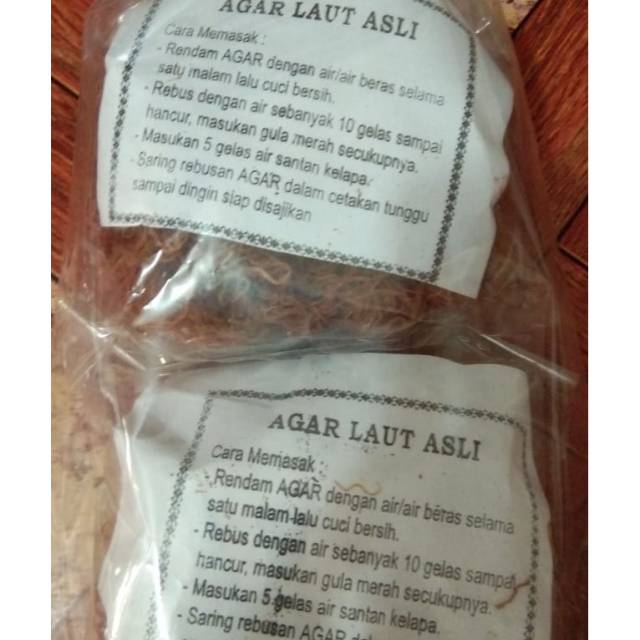 AGAR LAUT ASLI
Cara Memasak :
- Rendam AGAR dengan air/air beras selama
satu malam lalu cuci bersih.
- Rebus dengan air sebanyak 10 gelas sampai
hancur, masukan gula merah secukupnya.
- Masukan 5 gelas air santan kelapa.
- Saring rebusan AGAR dalam cetakan tunggu
sampai dingin siap disajikan
AGAR LAUT ASLI
Cara Memasak :
- Rendam AGAR dengan air/air beras selama
satu malam lalu cuci bersih.
- Rebus dengan air sebanyak 10 gelas sampai
hancur, masukan gula merah secukupnya.
- Masukan 5 gelas air santan kelapa.
- Saring rebusan AGAR